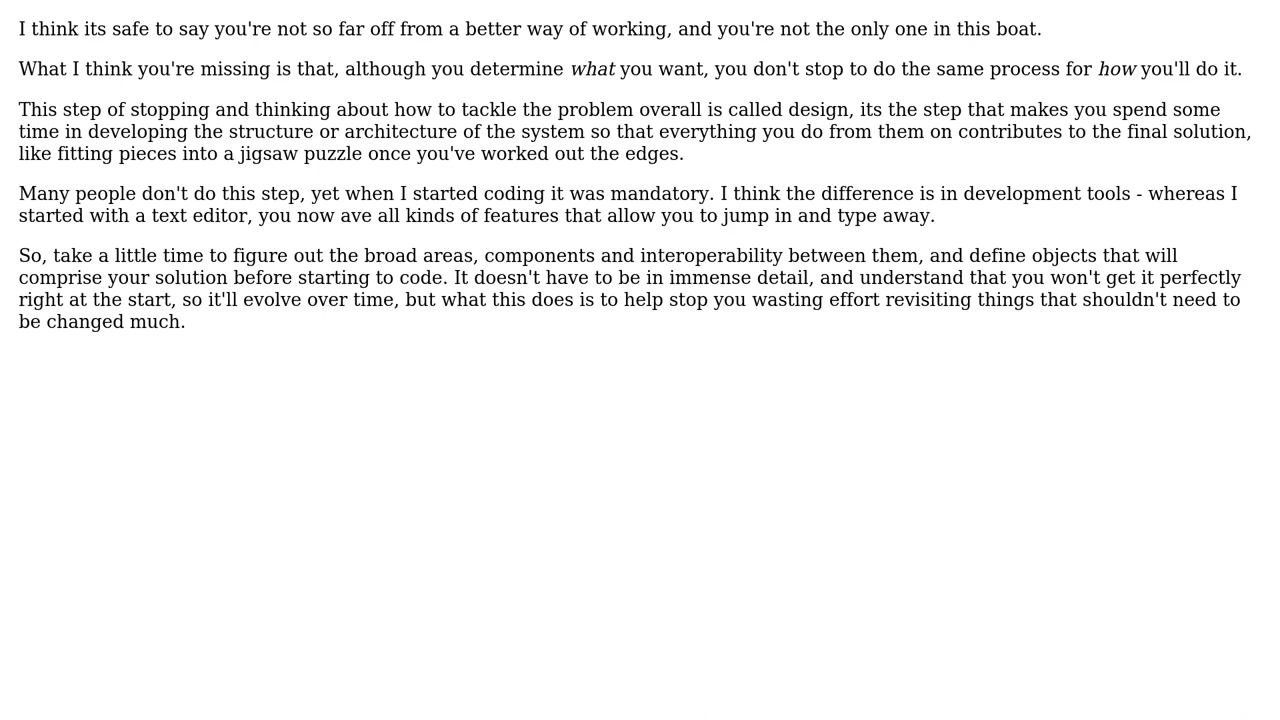 I think its safe to say you're not so far off from a better way of working, and you're not the only one in this boat.
What I think you're missing is that, although you determine what you want, you don't stop to do the same process for how you'll do it.
This step of stopping and thinking about how to tackle the problem overall is called design, its the step that makes you spend some
time in developing the structure or architecture of the system so that everything you do from them on contributes to the final solution,
like fitting pieces into a jigsaw puzzle once you've worked out the edges.
Many people don't do this step, yet when I started coding it was mandatory. I think the difference is in development tools - whereas I
started with a text editor, you now ave all kinds of features that allow you to jump in and type away.
So, take a little time to figure out the broad areas, components and interoperability between them, and define objects that will
comprise your solution before starting to code. It doesn't have to be in immense detail, and understand that you won't get it perfectly
right at the start, so it'll evolve over time, but what this does is to help stop you wasting effort revisiting things that shouldn't need to
be changed much.